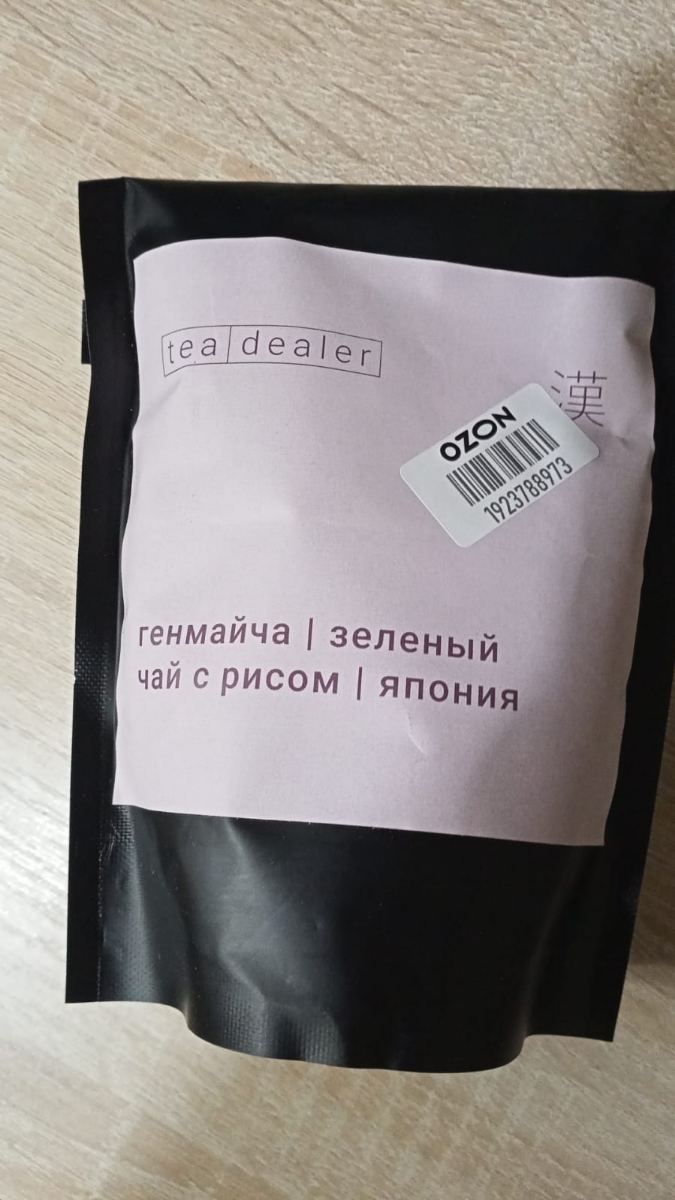 tea dealer
漢
OZON
1923788973
генмайча | зеленый
чай с рисом | япония